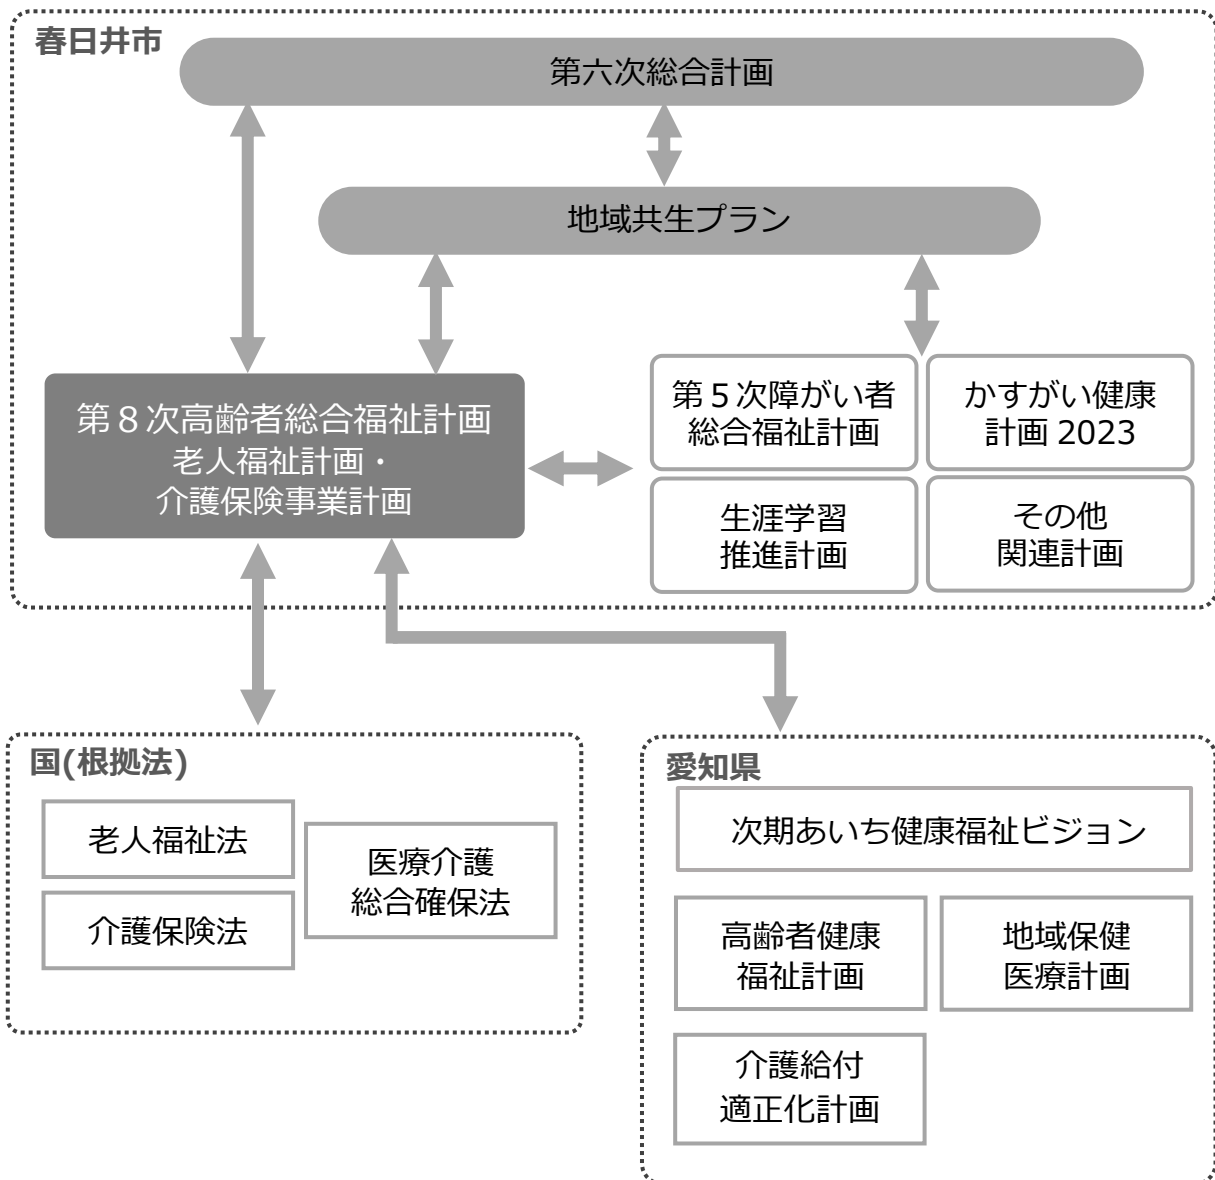 春日井市
第六次総合計画
地域共生プラン
第８次高齢者総合福祉計画
老人福祉計画・
介護保険事業計画
第５次障がい者
総合福祉計画
かすがい健康
計画 2023
生涯学習
推進計画
その他
関連計画
国(根拠法)
老人福祉法
介護保険法
医療介護
総合確保法
愛知県
次期あいち健康福祉ビジョン
高齢者健康
福祉計画
地域保健
医療計画
介護給付
適正化計画